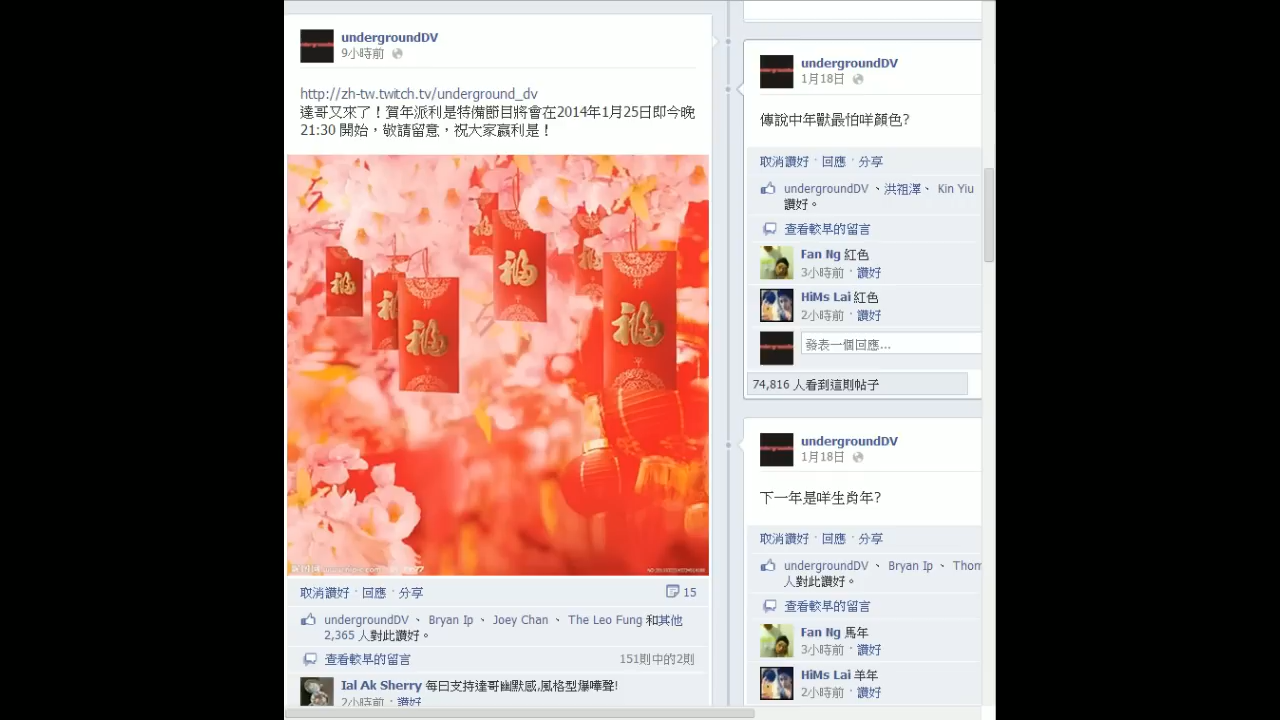 undergroundDV
9小時前
http://zh-tw.twitch.tv/underground_dv
達哥又來了！賀年派利是特備節目將會在2014年1月25日即今晚
21:30 開始，敬請留意，祝大家贏利是！
福
福
福
福
福
取消讚好 · 回應 · 分享
15
undergroundDV 、 Bryan Ip 、 Joey Chan 、 The Leo Fung 和其他
2,365 人對此讚好。
查看較早的留言
151則中的2則
Ial Ak Sherry 每日支持達哥幽默感,風格型爆嘩聲!
2小時前 · 讚好
undergroundDV
1月18日
傳說中年獸最怕咩顏色?
取消讚好 · 回應 · 分享
undergroundDV 、洪祖澤、 Kin Yiu
讚好。
查看較早的留言
Fan Ng 紅色
3小時前 · 讚好
HiMs Lai 紅色
2小時前 · 讚好
發表一個回應...
74,816 人看到這則帖子
undergroundDV
1月18日
下一年是咩生肖年?
取消讚好 · 回應 · 分享
undergroundDV 、 Bryan Ip 、 Thom
人對此讚好。
查看較早的留言
Fan Ng 馬年
3小時前 · 讚好
HiMs Lai 羊年
2小時前 · 讚好